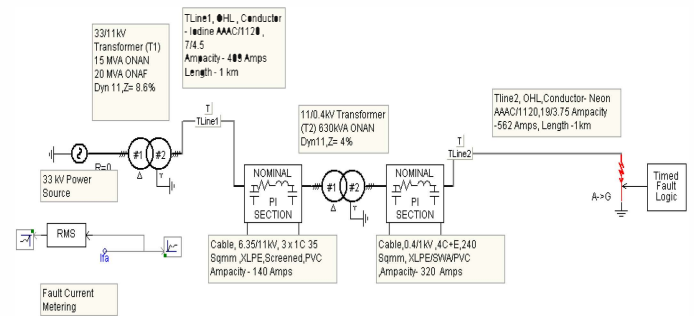 TLine1, OHL, Conductor
- Iodine AAAC/1120,
7/4.5
Ampacity - 409 Amps
Length - 1 km
33/11kV
Transformer (T1)
15 MVA ONAN
20 MVA ONAF
Dyn 11,Z= 8.6%
T
TLine1
11/0.4kV Transformer
(T2) 630kVA ONAN
Dyn11,Z= 4%
Tline2, OHL,Conductor- Neon
AAAC/1120,19/3.75 Ampacity
-562 Amps, Length -1km
T
TLine2
#1
#2
R=0
33 kV Power
Source
NOMINAL
PI
SECTION
#1
#2
NOMINAL
PI
SECTION
A->G
Timed
Fault
Logic
RMS
Ifa
Cable, 6.35/11kV, 3 x 1C 35
Sqmm ,XLPE,Screened,PVC
Ampacity - 140 Amps
Cable,0.4/1kV ,4C+E,240
Sqmm, XLPE/SWA/PVC
,Ampacity- 320 Amps
Fault Current
Metering